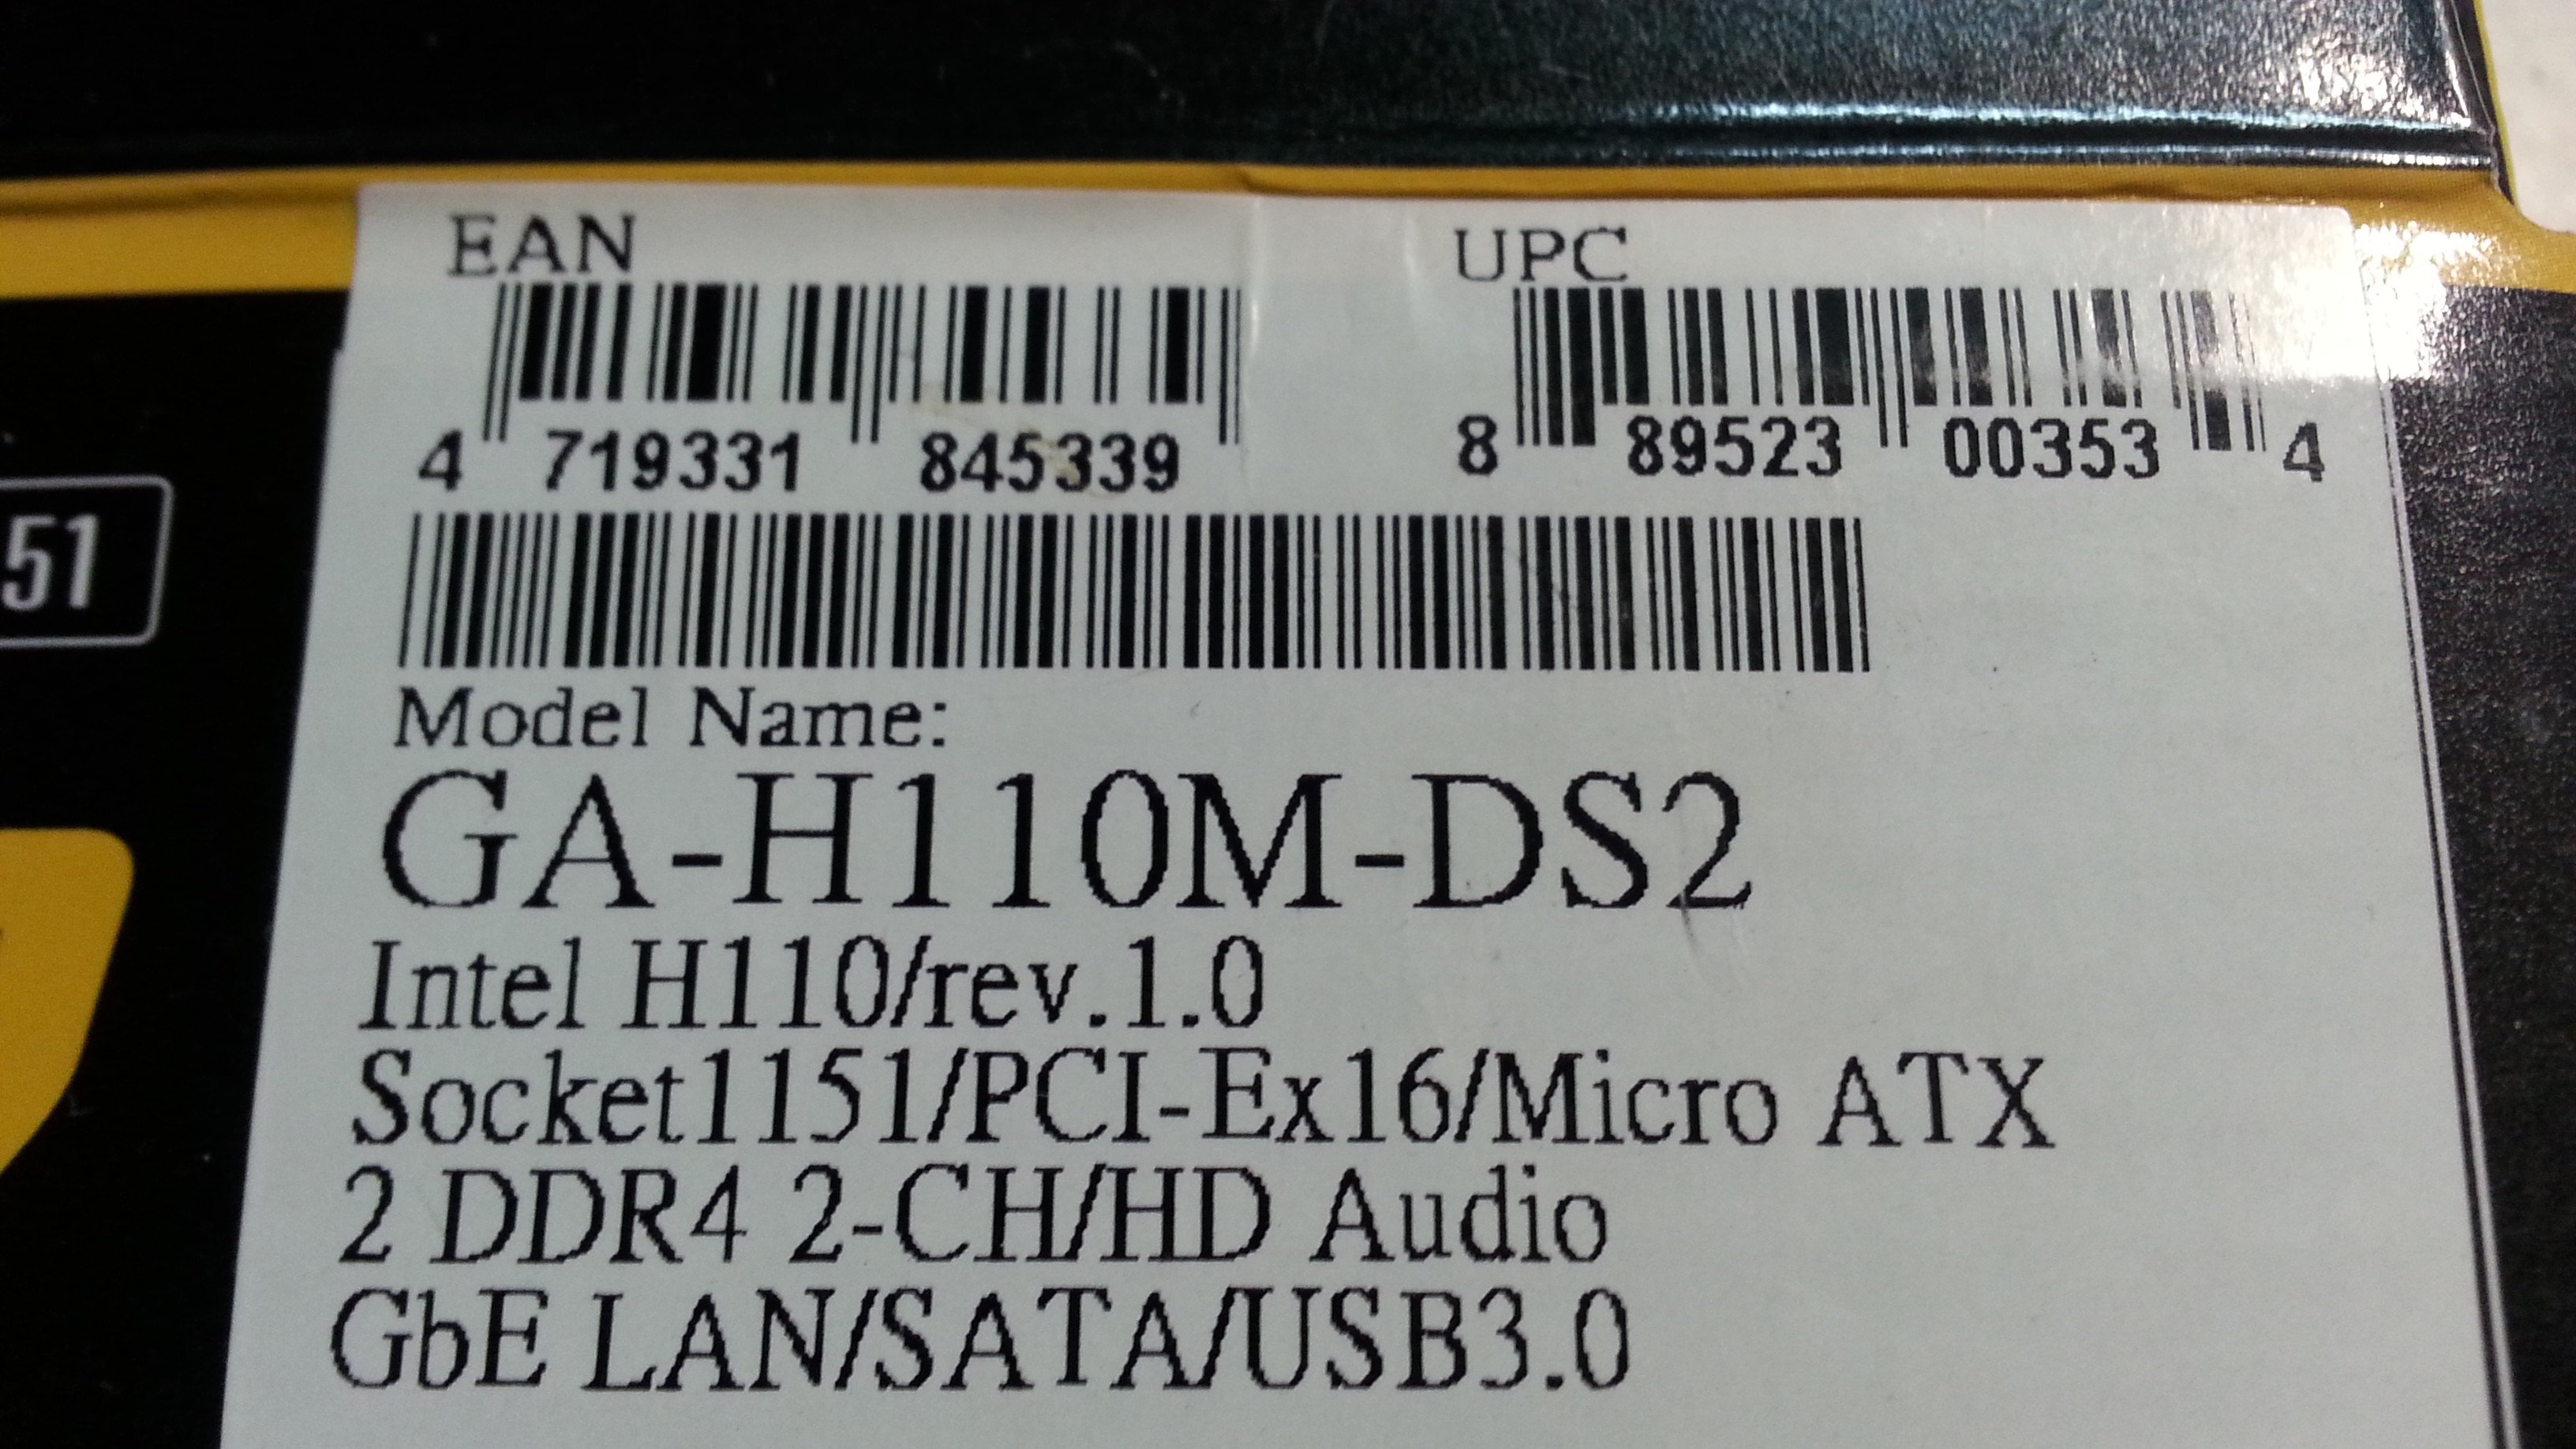 EAN UPC
4 719331 845339 8 89523 00353 4
51
Model Name:
GA-H110M-DS2
Intel H110/rev.1.0
Socket1151/PCI-Ex16/Micro ATX
2 DDR4 2-CH/HD Audio
GbE LAN/SATA/USB3.0